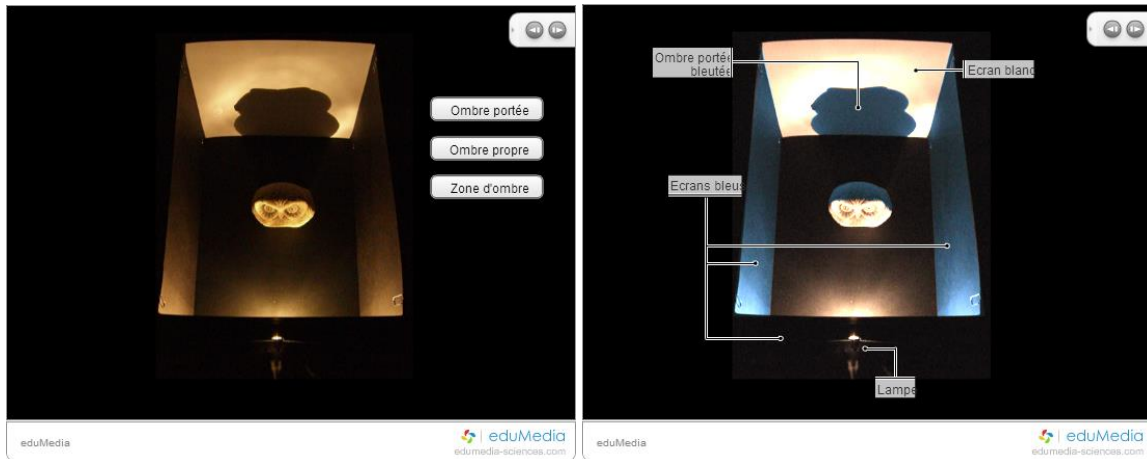 Ombre portée
Ombre propre
Zone d'ombre
eduMedia
eduMedia
edumedia-sciences.com
Ombre portée
bleutée
Ecran blanc
Ecrans bleus
Lampe
eduMedia
eduMedia
edumedia-sciences.com